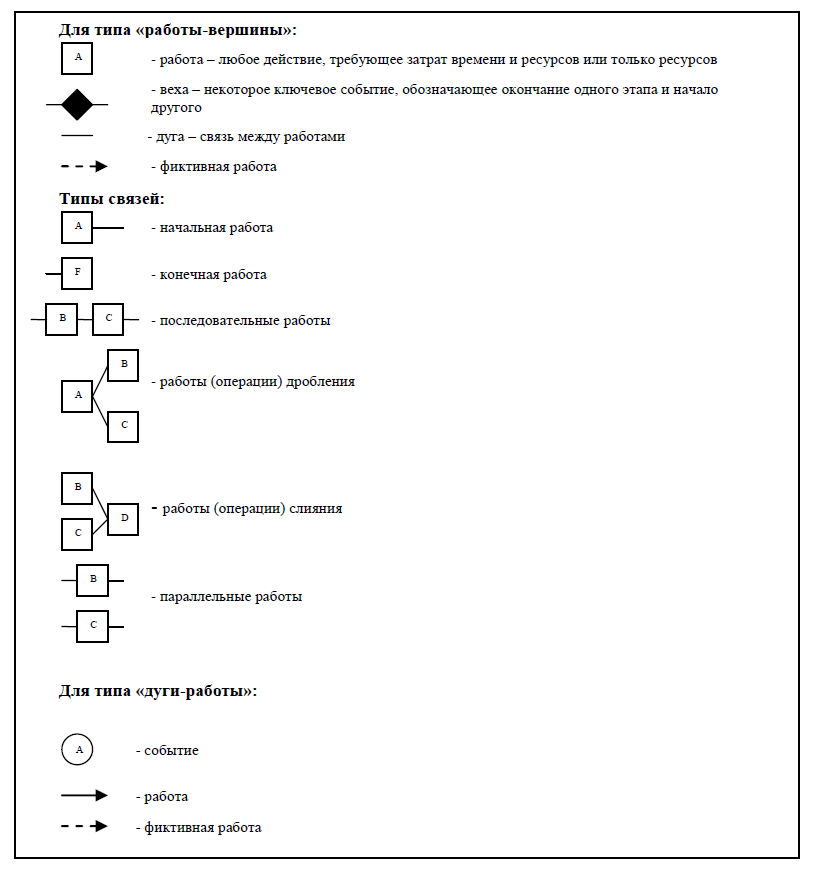 Для типа «работы-вершины»:
A - работа – любое действие, требующее затрат времени и ресурсов или только ресурсов
- веха – некоторое ключевое событие, обозначающее окончание одного этапа и начало
другого
- дуга – связь между работами
- фиктивная работа
Типы связей:
A - начальная работа
F - конечная работа
B C - последовательные работы
B
A - работы (операции) дробления
C
B
D - работы (операции) слияния
C
B
- параллельные работы
C
Для типа «дуги-работы»:
A - событие
- работа
- фиктивная работа